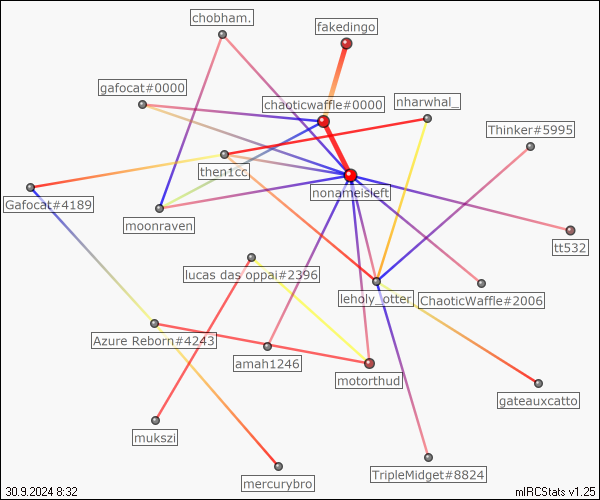 chobham.
fakedingo
gafocat#0000
chaoticwaffle#0000
nharwhal_
Thinker#5995
then1cc.
nonameisleft
Gafocat#4189
moonraven
tt532
lucas das oppai#2396
leholy_otter
ChaoticWaffle#2006
Azure Reborn#4243
amah1246
motorthud
gateauxcatto
mukszi
mercurybro
TripleMidget#8824
30.9.2024 8:32
mIRCStats v1.25